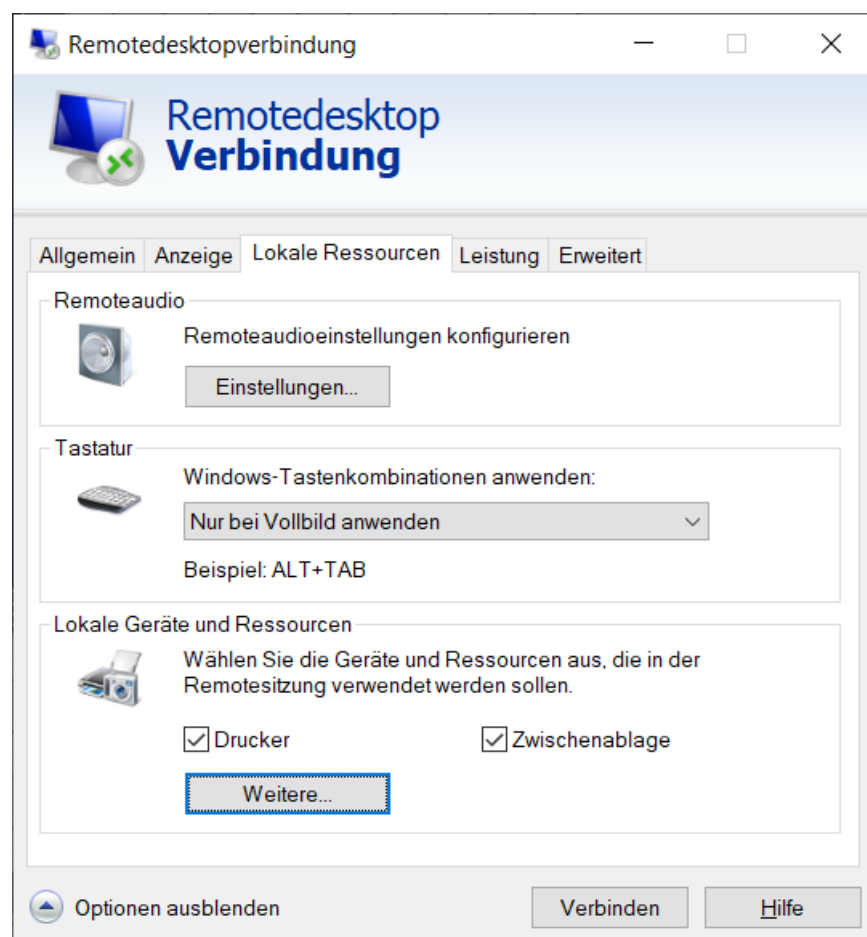 Remotedesktopverbindung
Remotedesktop
Verbindung
Allgemein Anzeige Lokale Ressourcen Leistung Erweitert
Remoteaudio
Remoteaudioeinstellungen konfigurieren
Einstellungen...
Tastatur
Windows-Tastenkombinationen anwenden:
Nur bei Vollbild anwenden
Beispiel: ALT+TAB
Lokale Geräte und Ressourcen
Wählen Sie die Geräte und Ressourcen aus, die in der
Remotesitzung verwendet werden sollen.
Drucker Zwischenablage
Weitere...
Optionen ausblenden Verbinden Hilfe